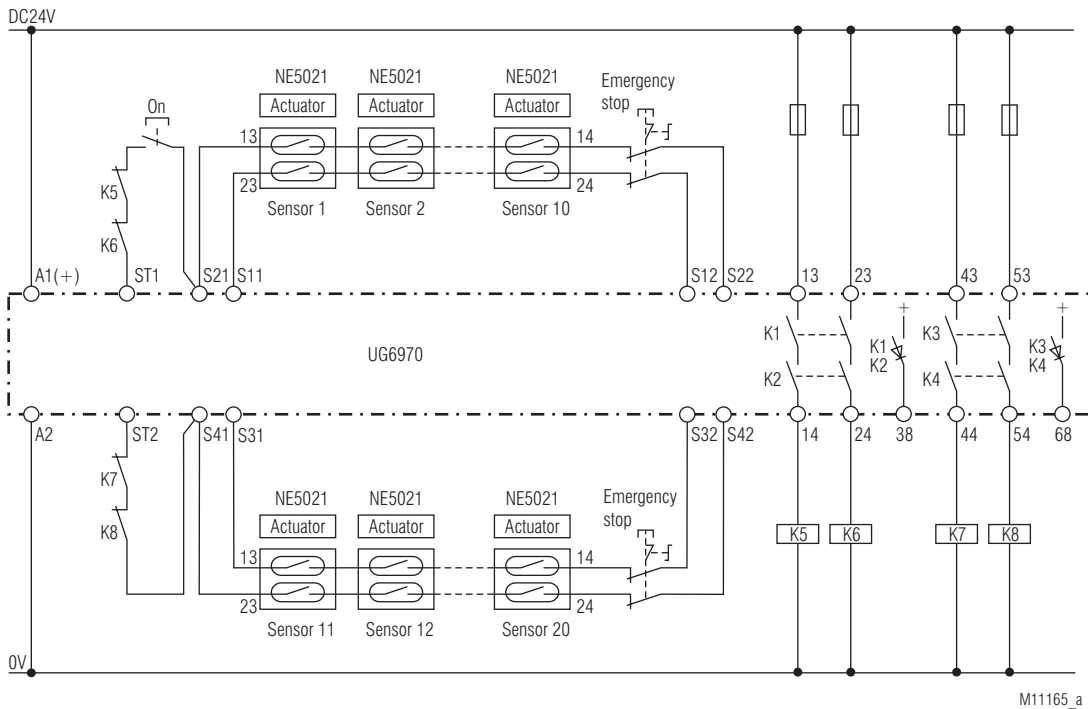 DC24V
NE5021 NE5021 NE5021 Emergency
stop
On Actuator Actuator Actuator
13 14
K5 23 24
Sensor 1 Sensor 2 Sensor 10
K6
A1(+) ST1 S21 S11 S12 S22 13 23 43 53
+ +
K1 K1 K3 K3
UG6970 K2 K4
K2 K4
A2 ST2 S41 S31 S32 S42 14 24 38 44 54 68
K7
NE5021 NE5021 NE5021 Emergency
stop
K8 Actuator Actuator Actuator K5 K6 K7 K8
13 14
23 24
Sensor 11 Sensor 12 Sensor 20
0V
M11165_a